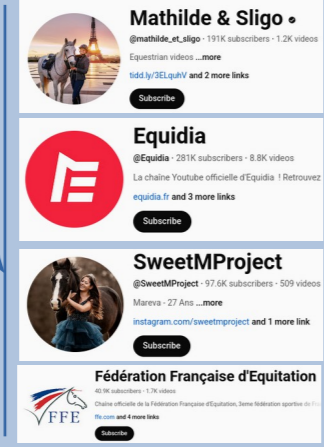 Mathilde & Sligo
@mathilde_et_sligo · 191K subscribers · 1.2K videos
Equestrian videos ...more
tidd.ly/3ELquhV and 2 more links
Subscribe
Equidia
@Equidia · 281K subscribers · 8.8K videos
La chaîne Youtube officielle d'Equidia ! Retrouvez
equidia.fr and 3 more links
Subscribe
SweetMProject
@SweetMProject · 97.6K subscribers · 509 videos
Mareva · 27 Ans ...more
instagram.com/sweetmproject and 1 more link
Subscribe
Fédération Française d'Equitation
40.9K subscribers · 1.7K videos
Chaîne officielle de la Fédération Française d'Equitation, 3eme fédération sportive de
ffe.com and 4 more links
FFE
Subscribe